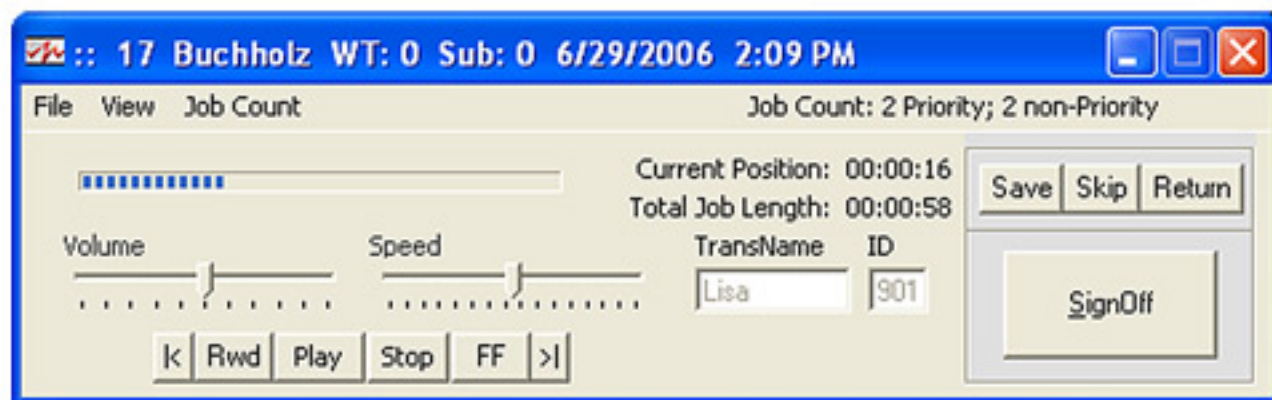 :: 17 Buchholz WT: 0 Sub: 0 6/29/2006 2:09 PM
File View Job Count Job Count: 2 Priority; 2 non-Priority
Current Position: 00:00:16
Total Job Length: 00:00:58
Save Skip Return
Volume Speed TransName ID
Lisa 901
SignOff
|< Rwd Play Stop FF >|